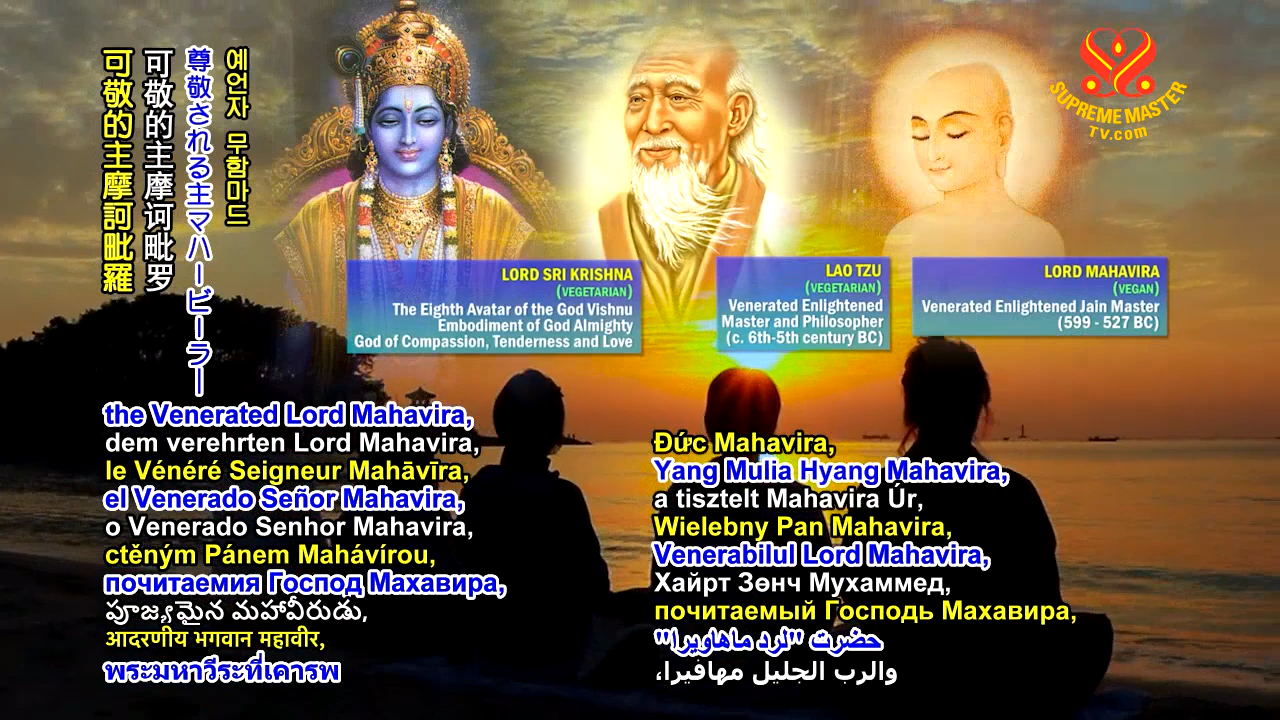 可敬的主摩訶毗羅
可敬的主摩诃毗罗
尊敬される主マハービーラー
예언자 무함마드
SUPREME MASTER
TV.com
LORD SRI KRISHNA
(VEGETARIAN)
The Eighth Avatar of the God Vishnu
Embodiment of God Almighty
God of Compassion, Tenderness and Love
LAO TZU
(VEGETARIAN)
Venerated Enlightened
Master and Philosopher
(c. 6th-5th century BC)
LORD MAHAVIRA
(VEGAN)
Venerated Enlightened Jain Master
(599 - 527 BC)
the Venerated Lord Mahavira,
dem verehrten Lord Mahavira,
le Vénéré Seigneur Mahāvīra,
el Venerado Señor Mahavira,
o Venerado Senhor Mahavira,
ctěným Pánem Mahávírou,
почитаемия Господ Махавира,
పూజ్యమైన మహావీరుడు,
आदरणीय भगवान महावीर,
พระมหาวีระที่เคารพ
Đức Mahavira,
Yang Mulia Hyang Mahavira,
a tisztelt Mahavira Úr,
Wielebny Pan Mahavira,
Venerabilul Lord Mahavira,
Хайрт Зөнч Мухаммед,
почитаемый Господь Махавира,
حضرت "لرد ماهاویرا"
والرب الجليل مهافيرا،